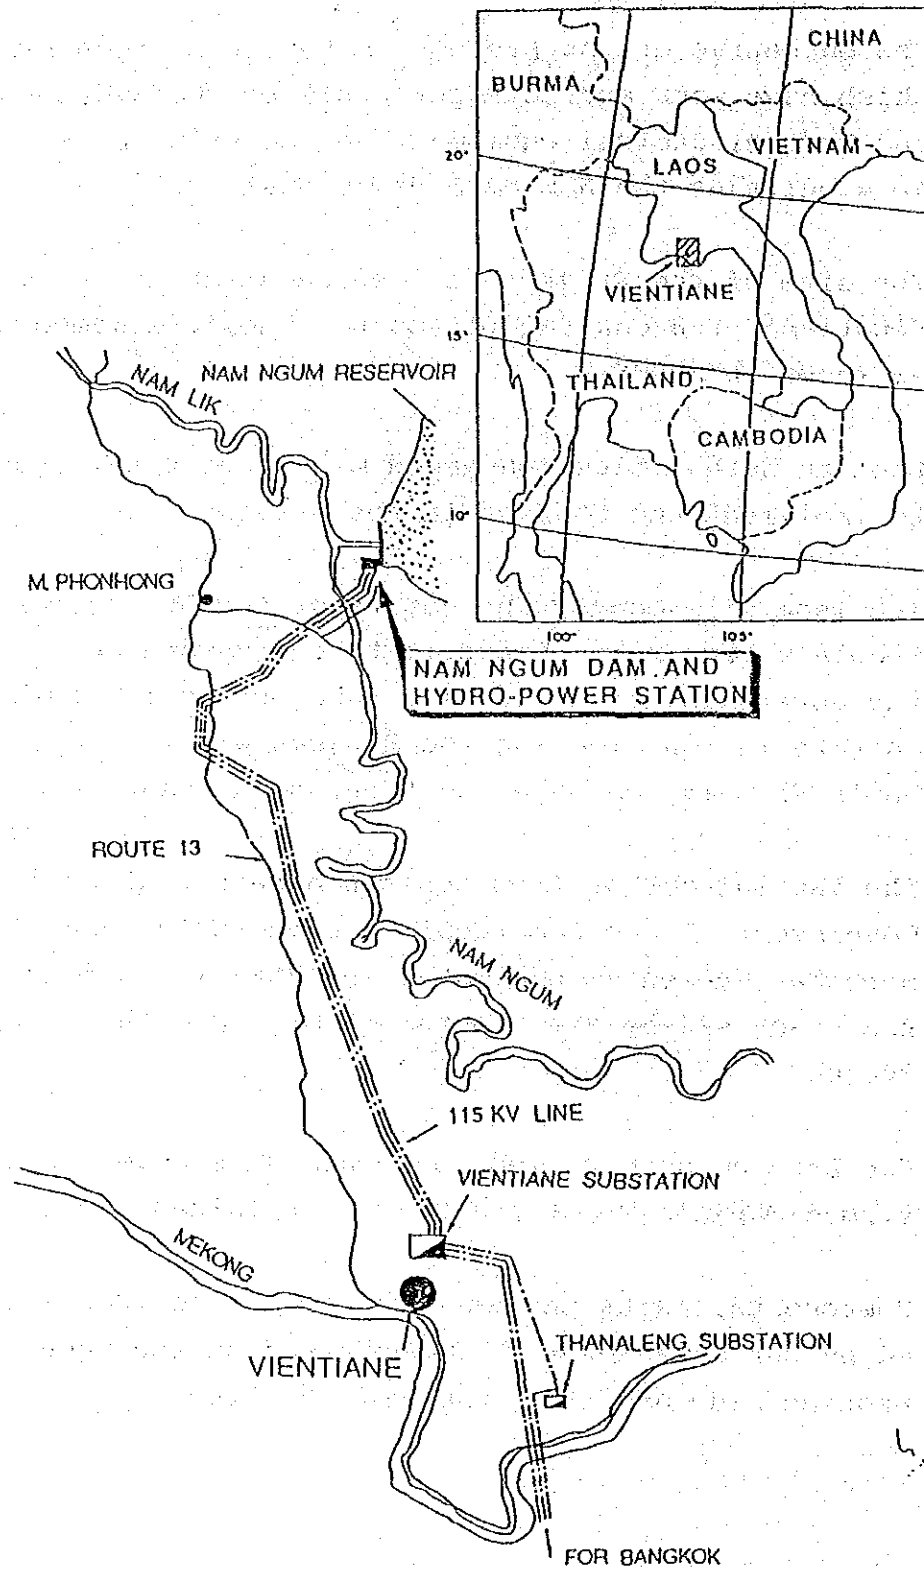 CHINA
BURMA
VIETNAM
20°
LAOS
VIENTIANE
15°
THAILAND
CAMBODIA
10°
100°
105°
NAM LIK
NAM NGUM RESERVOIR
M. PHONHONG
NAM NGUM DAM AND
HYDRO-POWER STATION
ROUTE 13
NAM NGUM
115 KV LINE
VIENTIANE SUBSTATION
MEKONG
VIENTIANE
THANALENG SUBSTATION
FOR BANGKOK